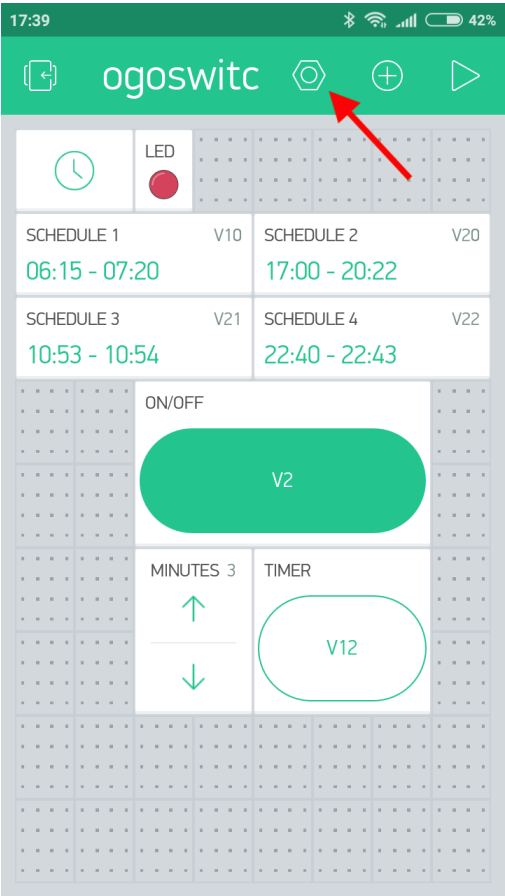 17:39 42%
ogoswitc
LED
SCHEDULE 1 V10 SCHEDULE 2 V20
06:15 - 07:20 17:00 - 20:22
SCHEDULE 3 V21 SCHEDULE 4 V22
10:53 - 10:54 22:40 - 22:43
ON/OFF
V2
MINUTES 3 TIMER
V12